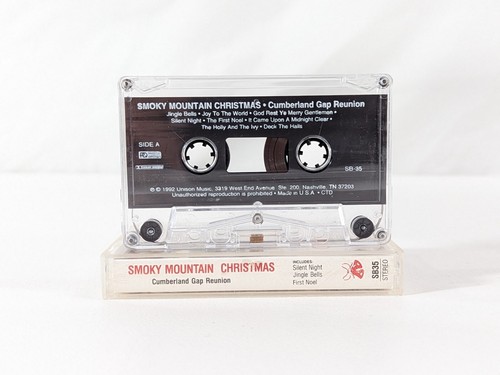 SMOKY MOUNTAIN CHRISTMAS • Cumberland Gap Reunion
Jingle Bells • Joy To The World • God Rest Ye Merry Gentlemen •
Silent Night • The First Noel • It Came Upon A Midnight Clear •
The Holly And The Ivy • Deck The Halls
SIDE A
SB-35
℗ © 1992 Unison Music, 3319 West End Avenue Ste. 200, Nashville, TN 37203
Unauthorized reproduction is prohibited • Made in U.S.A. • CTD
SMOKY MOUNTAIN CHRISTMAS
Cumberland Gap Reunion
INCLUDES:
Silent Night
Jingle Bells
First Noel
SB35
STEREO